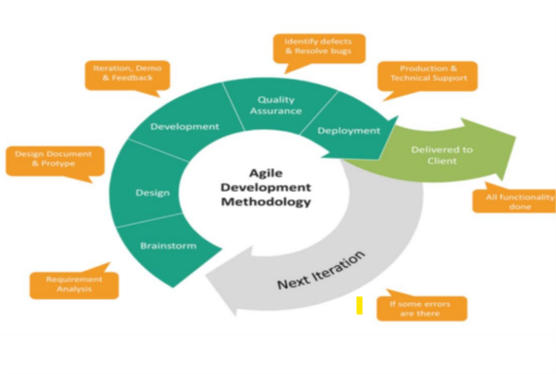 Identify defects
& Resolve bugs
Iteration, Demo
& Feedback
Production &
Technical Support
Quality
Assurance
Development
Deployment
Delivered to
Client
Design Document
& Protype
Agile
Development
Methodology
Design
All functionality
done
Brainstorm
Next Iteration
Requirement
Analysis
If some errors
are there